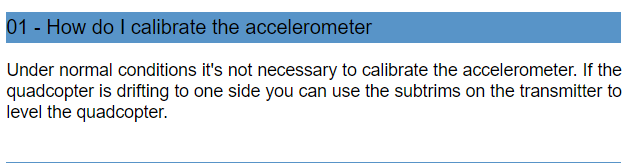 01 - How do I calibrate the accelerometer
Under normal conditions it's not necessary to calibrate the accelerometer. If the
quadcopter is drifting to one side you can use the subtrims on the transmitter to
level the quadcopter.